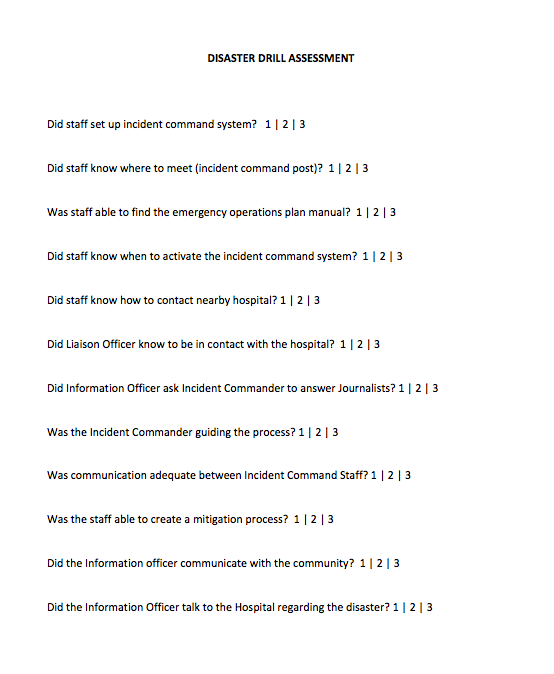 DISASTER DRILL ASSESSMENT
Did staff set up incident command system? 1 | 2 | 3
Did staff know where to meet (incident command post)? 1 | 2 | 3
Was staff able to find the emergency operations plan manual? 1 | 2 | 3
Did staff know when to activate the incident command system? 1 | 2 | 3
Did staff know how to contact nearby hospital? 1 | 2 | 3
Did Liaison Officer know to be in contact with the hospital? 1 | 2 | 3
Did Information Officer ask Incident Commander to answer Journalists? 1 | 2 | 3
Was the Incident Commander guiding the process? 1 | 2 | 3
Was communication adequate between Incident Command Staff? 1 | 2 | 3
Was the staff able to create a mitigation process? 1 | 2 | 3
Did the Information officer communicate with the community? 1 | 2 | 3
Did the Information Officer talk to the Hospital regarding the disaster? 1 | 2 | 3